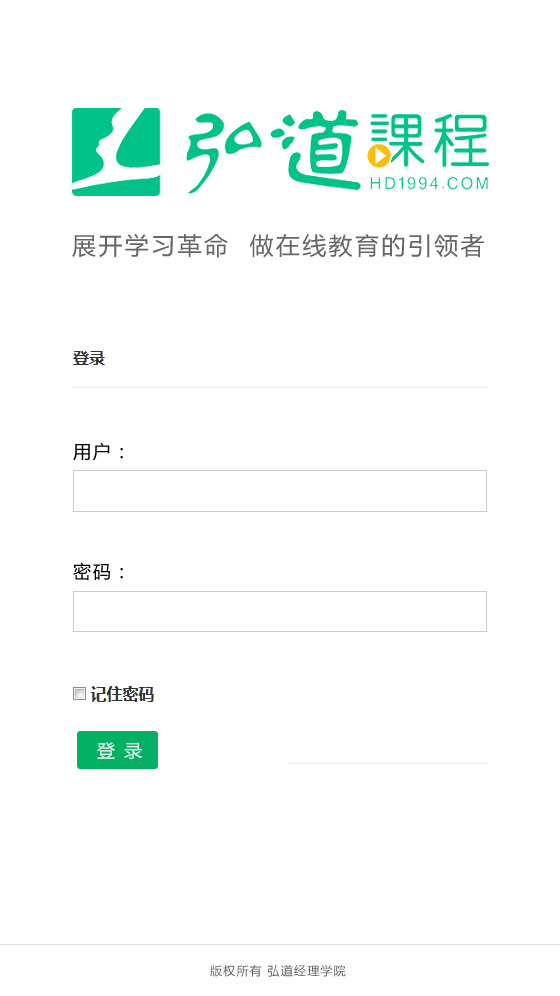 弘道 課程
HD1994.COM
展开学习革命 做在线教育的引领者
登录
用户：
密码：
记住密码
登 录
版权所有 弘道经理学院